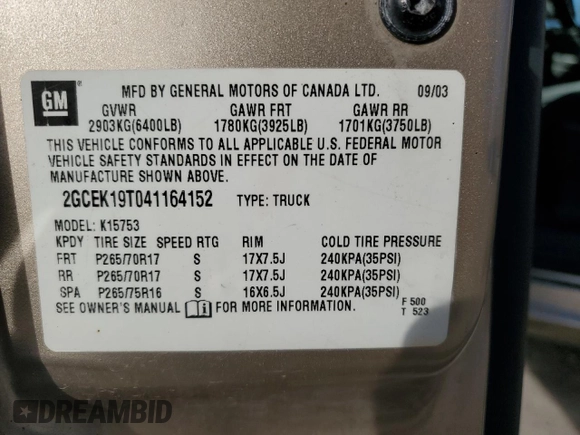 GM
MFD BY GENERAL MOTORS OF CANADA LTD. 09/03
GVWR GAWR FRT GAWR RR
2903KG(6400LB) 1780KG(3925LB) 1701KG(3750LB)
THIS VEHICLE CONFORMS TO ALL APPLICABLE U.S. FEDERAL MOTOR
VEHICLE SAFETY STANDARDS IN EFFECT ON THE DATE OF
MANUFACTURE SHOWN ABOVE.
2GCEK19T041164152 TYPE: TRUCK
MODEL: K15753
KPDY TIRE SIZE SPEED RTG RIM COLD TIRE PRESSURE
FRT P265/70R17 S 17X7.5J 240KPA(35PSI)
RR P265/70R17 S 17X7.5J 240KPA(35PSI)
SPA P265/75R16 S 16X6.5J 240KPA(35PSI)
SEE OWNER'S MANUAL FOR MORE INFORMATION. F 500
T 523
DREAMBID